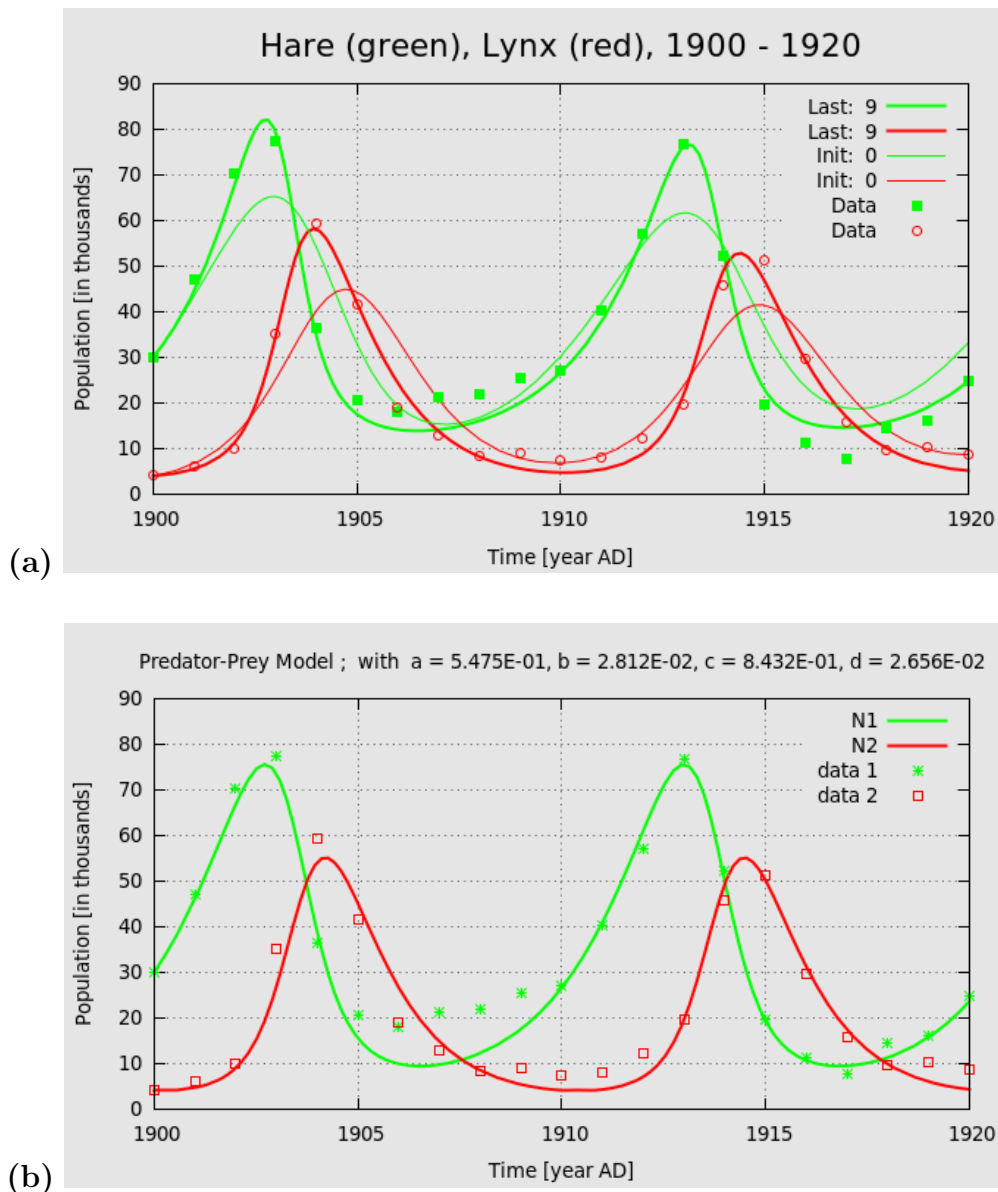 Hare (green), Lynx (red), 1900 - 1920
Population [in thousands]
90
80
70
60
50
40
30
20
10
0
Last: 9
Last: 9
Init: 0
Init: 0
Data
Data
1900 1905 1910 1915 1920
Time [year AD]
(a)
Predator-Prey Model ; with a = 5.475E-01, b = 2.812E-02, c = 8.432E-01, d = 2.656E-02
Population [in thousands]
90
80
70
60
50
40
30
20
10
0
N1
N2
data 1
data 2
1900 1905 1910 1915 1920
Time [year AD]
(b)